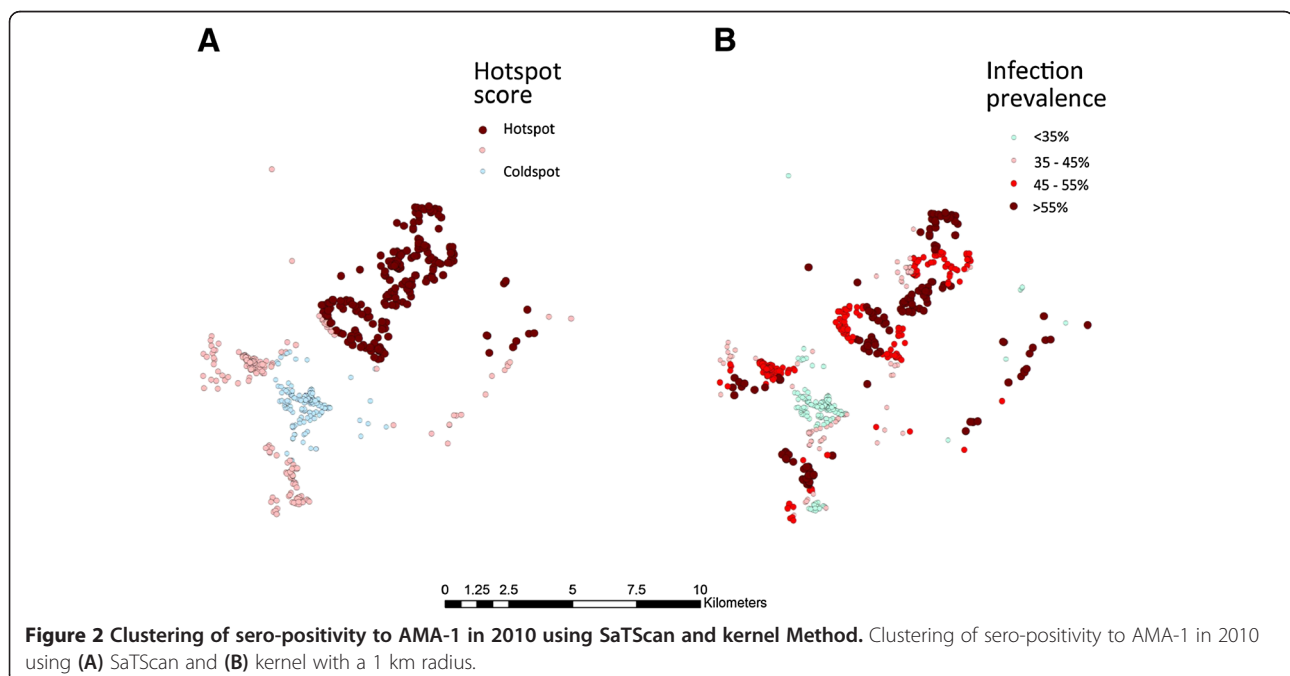 A
Hotspot
score
Hotspot
Coldspot
B
Infection
prevalence
<35%
35 - 45%
45 - 55%
>55%
0 1.25 2.5 5 7.5 10
Kilometers
Figure 2 Clustering of sero-positivity to AMA-1 in 2010 using SaTScan and kernel Method. Clustering of sero-positivity to AMA-1 in 2010
using (A) SaTScan and (B) kernel with a 1 km radius.